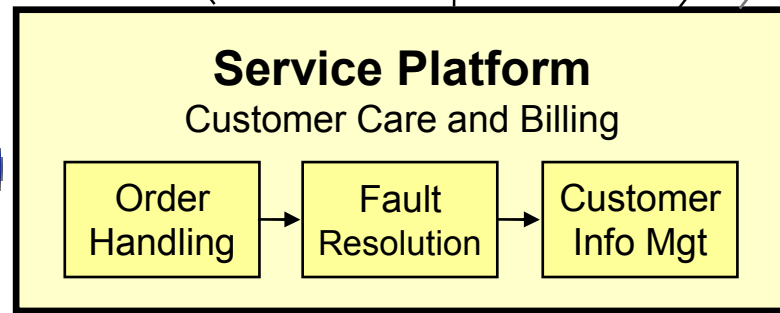 Service Platform
Customer Care and Billing
Order
Handling
Fault
Resolution
Customer
Info Mgt